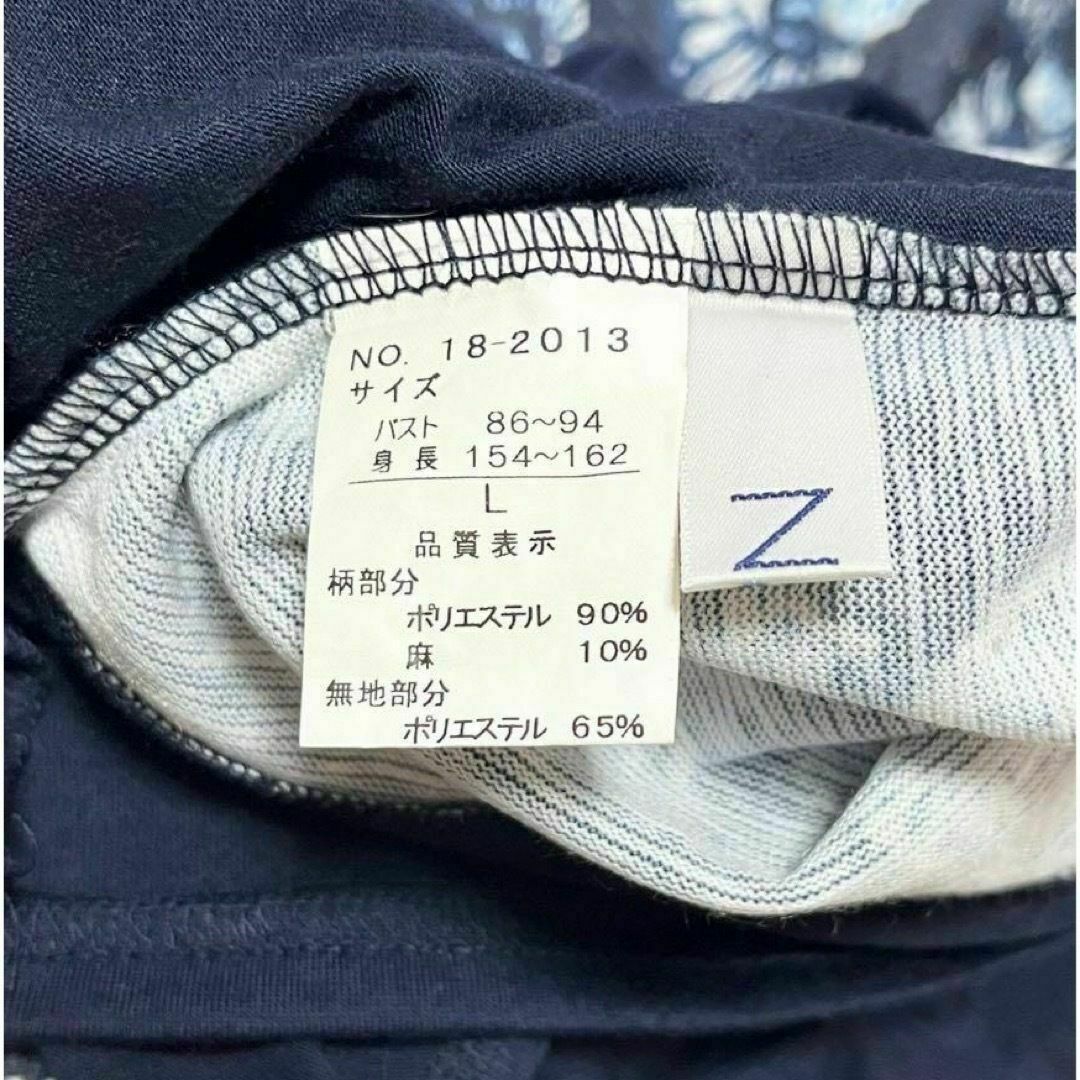 NO. 18-2013
サイズ
バスト 86～94
身長 154～162
L
品質表示
柄部分
ポリエステル 90%
麻 10%
無地部分
ポリエステル 65%
N